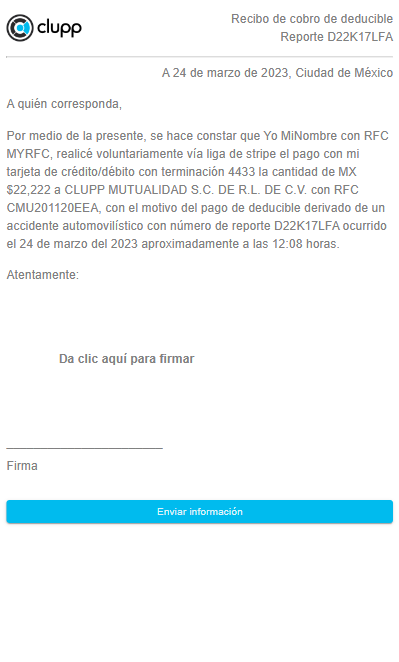 clupp
Recibo de cobro de deducible
Reporte D22K17LFA
A 24 de marzo de 2023, Ciudad de México
A quién corresponda,
Por medio de la presente, se hace constar que Yo MiNombre con RFC
MYRFC, realicé voluntariamente vía liga de stripe el pago con mi
tarjeta de crédito/débito con terminación 4433 la cantidad de MX
$22,222 a CLUPP MUTUALIDAD S.C. DE R.L. DE C.V. con RFC
CMU201120EEA, con el motivo del pago de deducible derivado de un
accidente automovilístico con número de reporte D22K17LFA ocurrido
el 24 de marzo del 2023 aproximadamente a las 12:08 horas.
Atentamente:
Da clic aquí para firmar
Firma
Enviar información